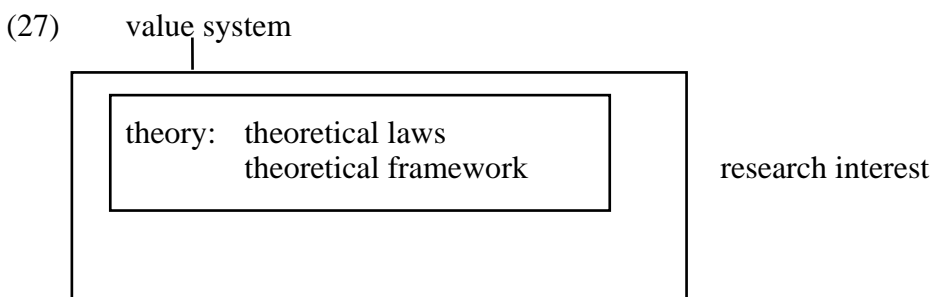 (27) value system
theory: theoretical laws
theoretical framework
research interest